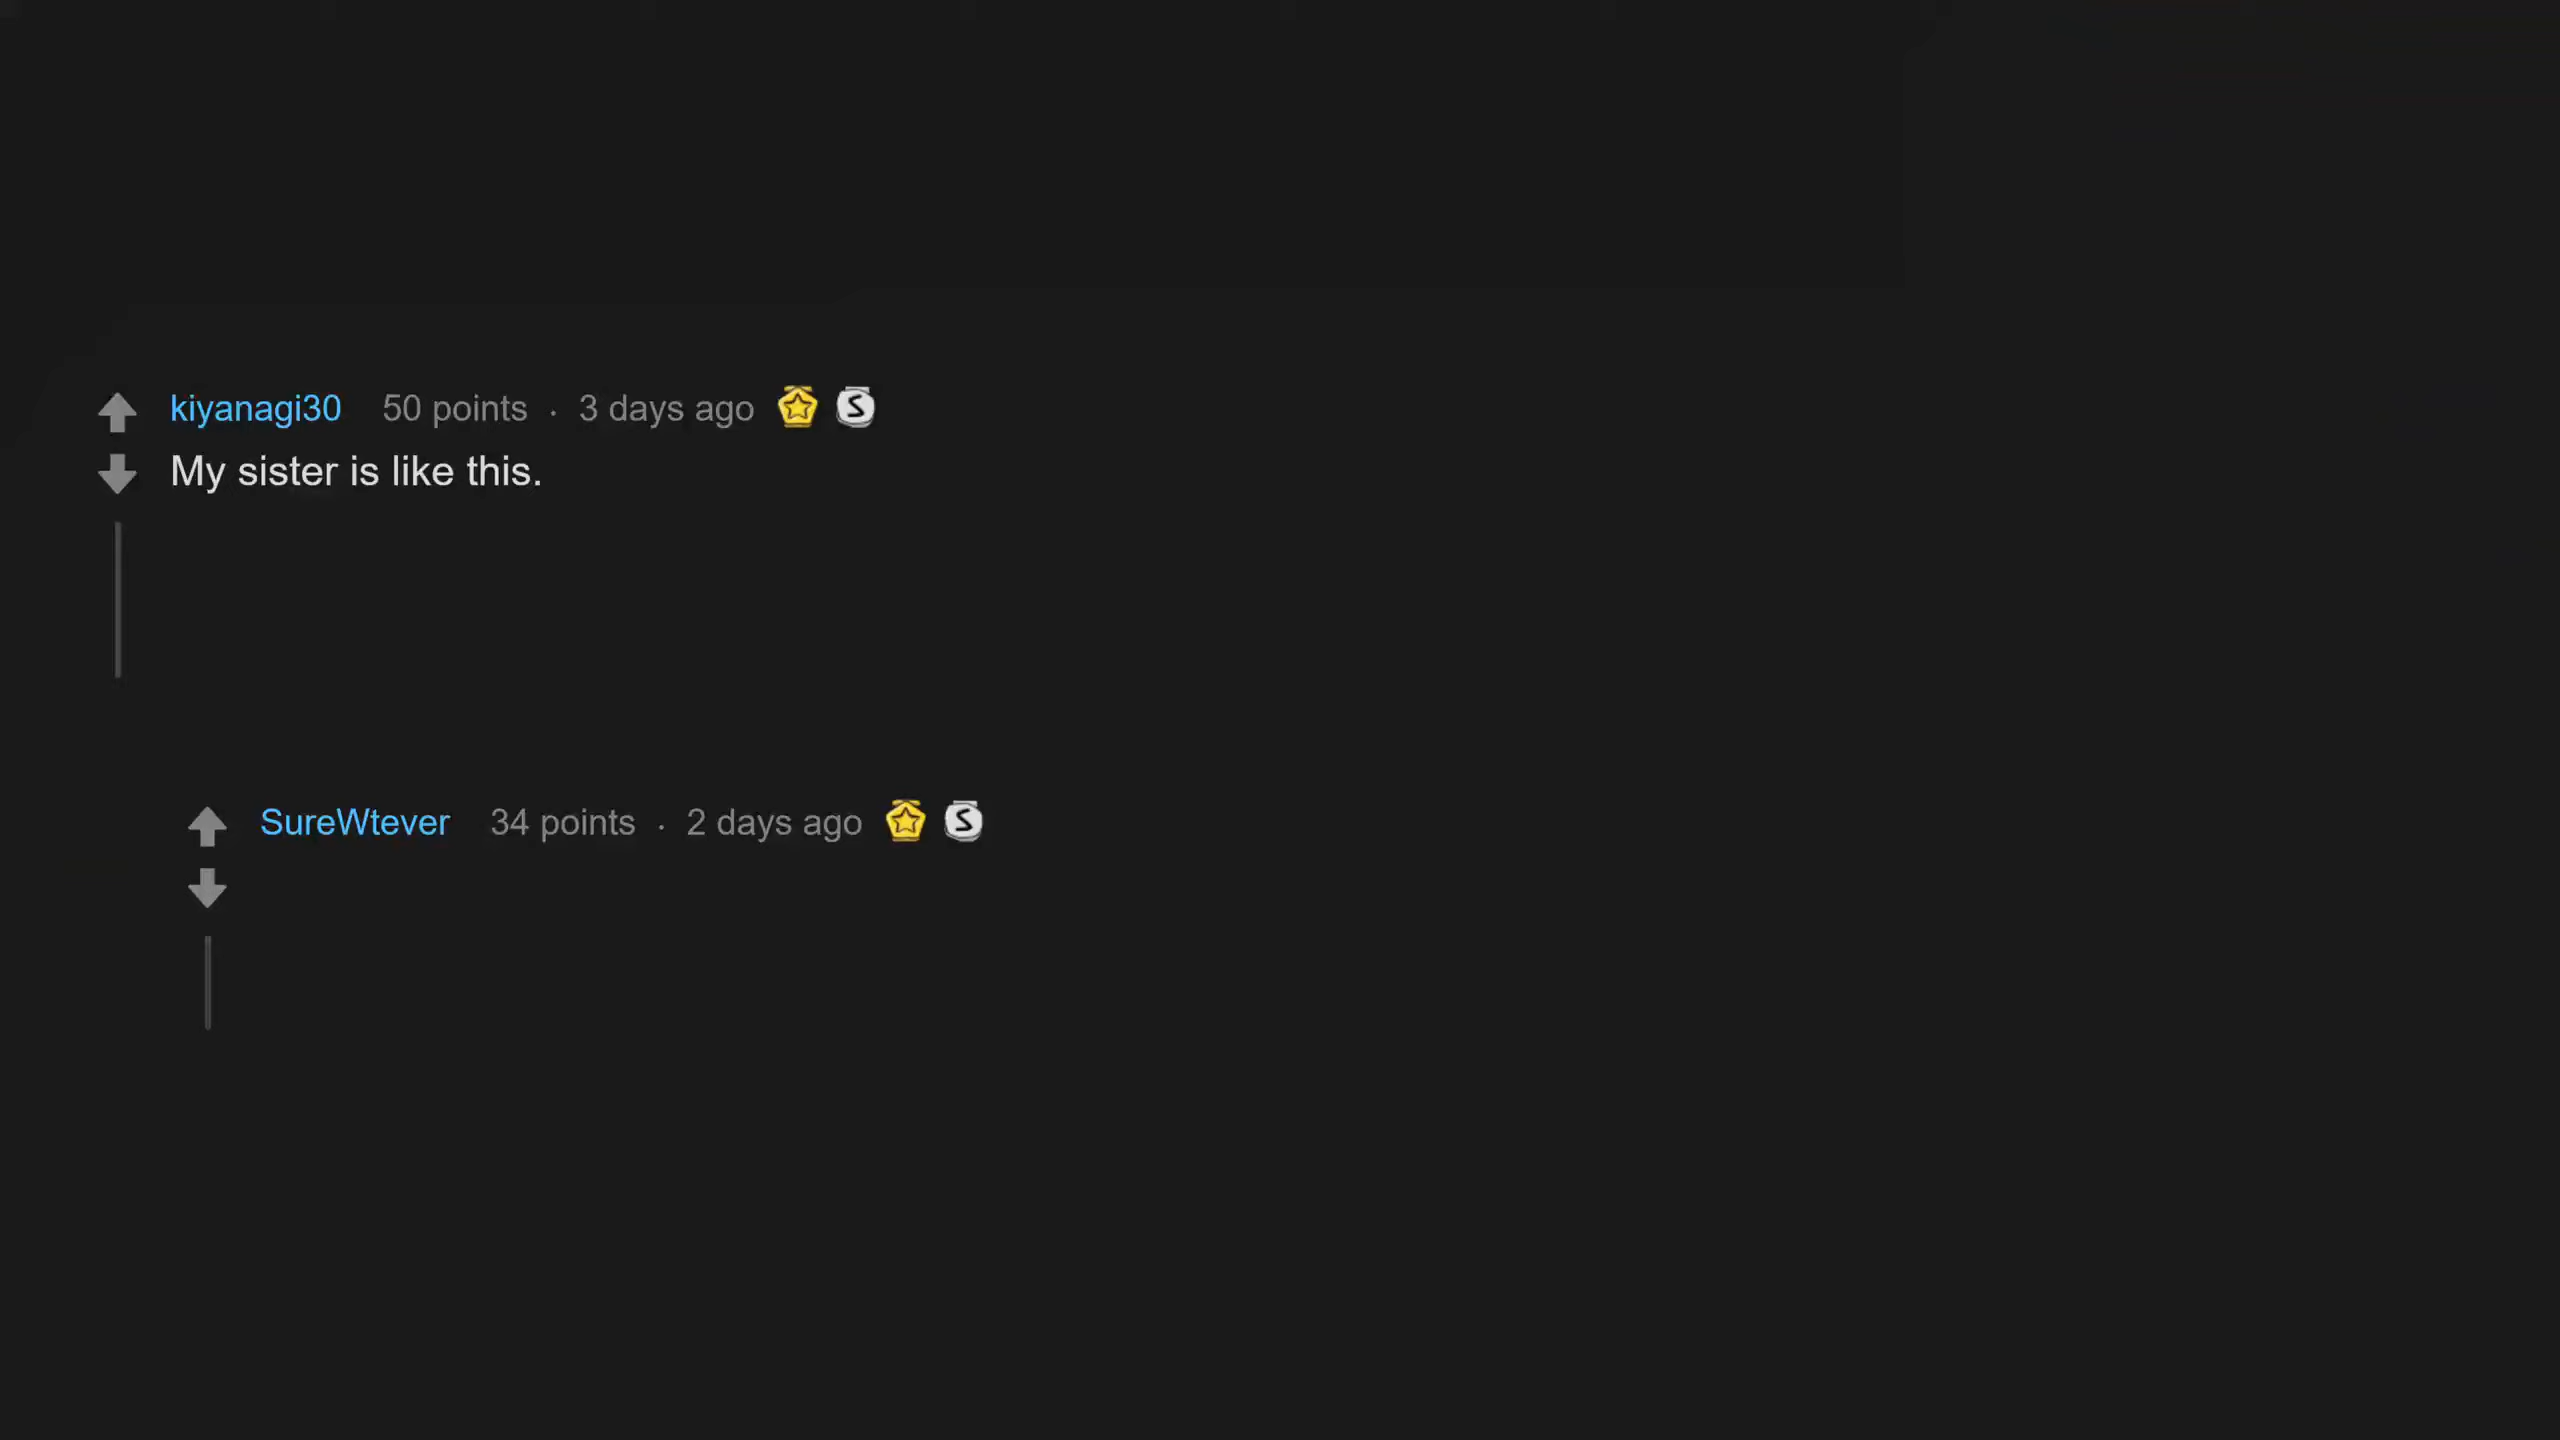 kiyanagi30 50 points · 3 days ago S
My sister is like this.
SureWtever 34 points · 2 days ago S